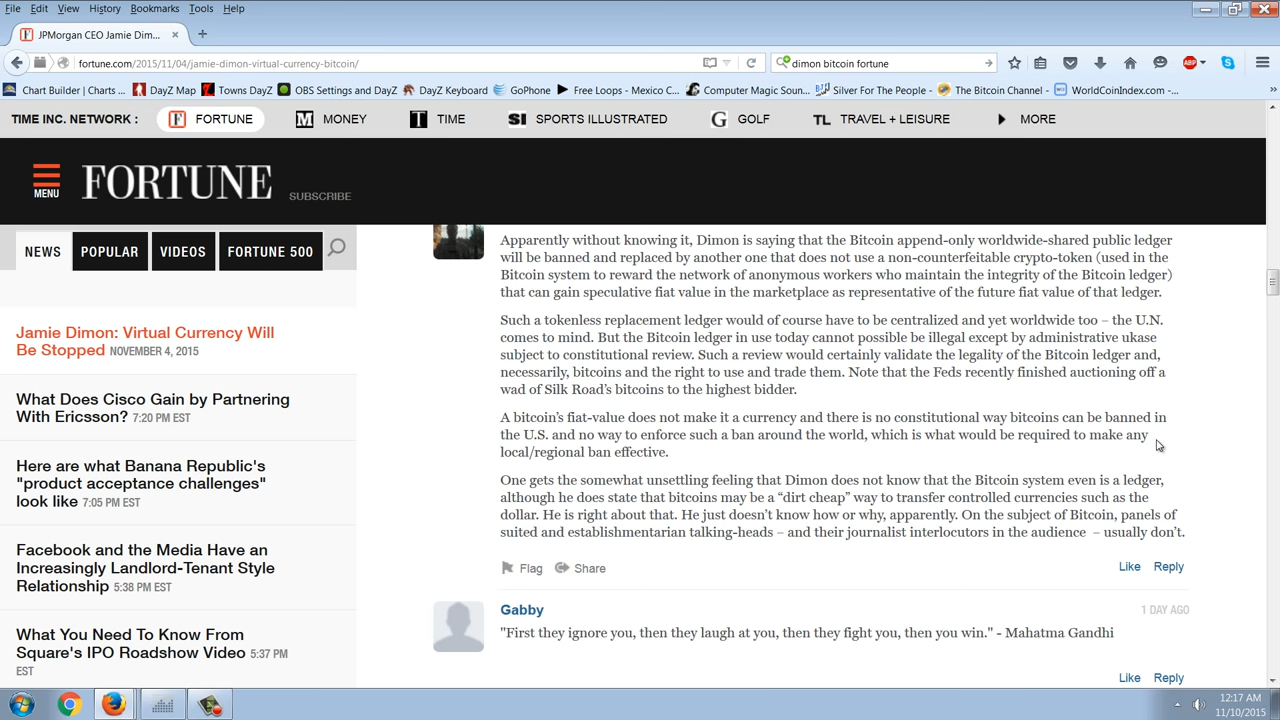 File Edit View History Bookmarks Tools Help
JPMorgan CEO Jamie Dim...
fortune.com/2015/11/04/jamie-dimon-virtual-currency-bitcoin/
dimon bitcoin fortune
ABP
Chart Builder | Charts ... DayZ Map Towns DayZ OBS Settings and DayZ DayZ Keyboard GoPhone Free Loops - Mexico C... Computer Magic Soun... Silver For The People - The Bitcoin Channel - WorldCoinIndex.com -...
TIME INC. NETWORK : F FORTUNE M MONEY T TIME SI SPORTS ILLUSTRATED G GOLF TL TRAVEL + LEISURE MORE
MENU FORTUNE SUBSCRIBE
NEWS POPULAR VIDEOS FORTUNE 500
Jamie Dimon: Virtual Currency Will
Be Stopped NOVEMBER 4, 2015
What Does Cisco Gain by Partnering
With Ericsson? 7:20 PM EST
Here are what Banana Republic's
"product acceptance challenges"
look like 7:05 PM EST
Facebook and the Media Have an
Increasingly Landlord-Tenant Style
Relationship 5:38 PM EST
What You Need To Know From
Square's IPO Roadshow Video 5:37 PM
EST
Apparently without knowing it, Dimon is saying that the Bitcoin append-only worldwide-shared public ledger
will be banned and replaced by another one that does not use a non-counterfeitable crypto-token (used in the
Bitcoin system to reward the network of anonymous workers who maintain the integrity of the Bitcoin ledger)
that can gain speculative fiat value in the marketplace as representative of the future fiat value of that ledger.
Such a tokenless replacement ledger would of course have to be centralized and yet worldwide too – the U.N.
comes to mind. But the Bitcoin ledger in use today cannot possible be illegal except by administrative ukase
subject to constitutional review. Such a review would certainly validate the legality of the Bitcoin ledger and,
necessarily, bitcoins and the right to use and trade them. Note that the Feds recently finished auctioning off a
wad of Silk Road's bitcoins to the highest bidder.
A bitcoin's fiat-value does not make it a currency and there is no constitutional way bitcoins can be banned in
the U.S. and no way to enforce such a ban around the world, which is what would be required to make any
local/regional ban effective.
One gets the somewhat unsettling feeling that Dimon does not know that the Bitcoin system even is a ledger,
although he does state that bitcoins may be a “dirt cheap” way to transfer controlled currencies such as the
dollar. He is right about that. He just doesn't know how or why, apparently. On the subject of Bitcoin, panels of
suited and establishmentarian talking-heads – and their journalist interlocutors in the audience – usually don't.
Flag Share Like Reply
Gabby 1 DAY AGO
"First they ignore you, then they laugh at you, then they fight you, then you win." - Mahatma Gandhi
Like Reply
12:17 AM
11/10/2015